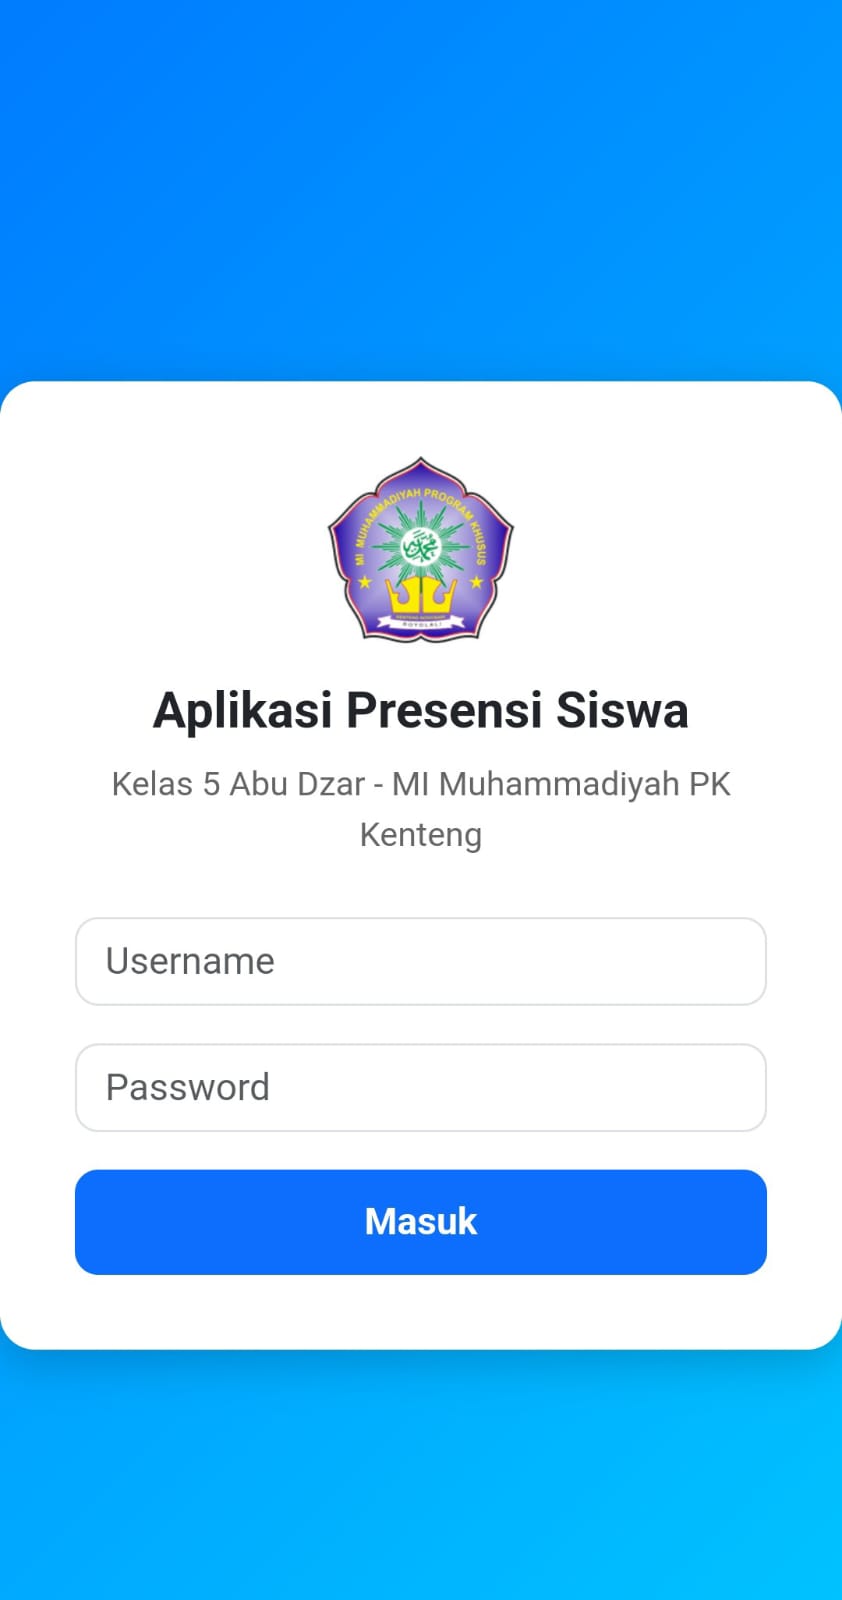 MI MUHAMMADIYAH PROGRAM KHUSUS
محمد
BOYOLALI
Aplikasi Presensi Siswa
Kelas 5 Abu Dzar - MI Muhammadiyah PK
Kenteng
Username
Password
Masuk